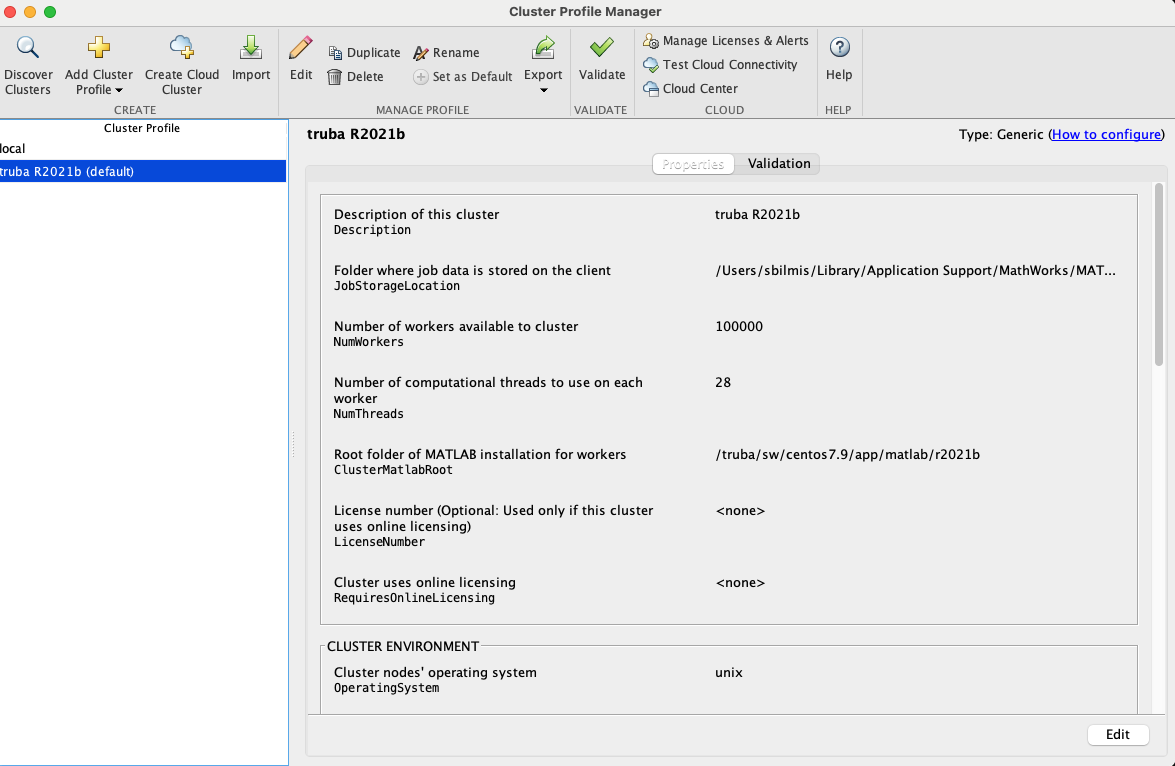 Cluster Profile Manager
Discover Clusters
Add Cluster Profile
Create Cloud Cluster
Import
CREATE
Edit
Duplicate
Delete
Rename
Set as Default
Export
MANAGE PROFILE
Validate
VALIDATE
Manage Licenses & Alerts
Test Cloud Connectivity
Cloud Center
CLOUD
Help
HELP
Cluster Profile
local
truba R2021b (default)
truba R2021b
Type: Generic (How to configure)
Properties
Validation
Description of this cluster
truba R2021b
Description
Folder where job data is stored on the client
/Users/sbilmis/Library/Application Support/MathWorks/MAT...
JobStorageLocation
Number of workers available to cluster
100000
NumWorkers
Number of computational threads to use on each
28
worker
NumThreads
Root folder of MATLAB installation for workers
/truba/sw/centos7.9/app/matlab/r2021b
ClusterMatlabRoot
License number (Optional: Used only if this cluster
<none>
uses online licensing)
LicenseNumber
Cluster uses online licensing
<none>
RequiresOnlineLicensing
CLUSTER ENVIRONMENT
Cluster nodes' operating system
unix
OperatingSystem
Edit